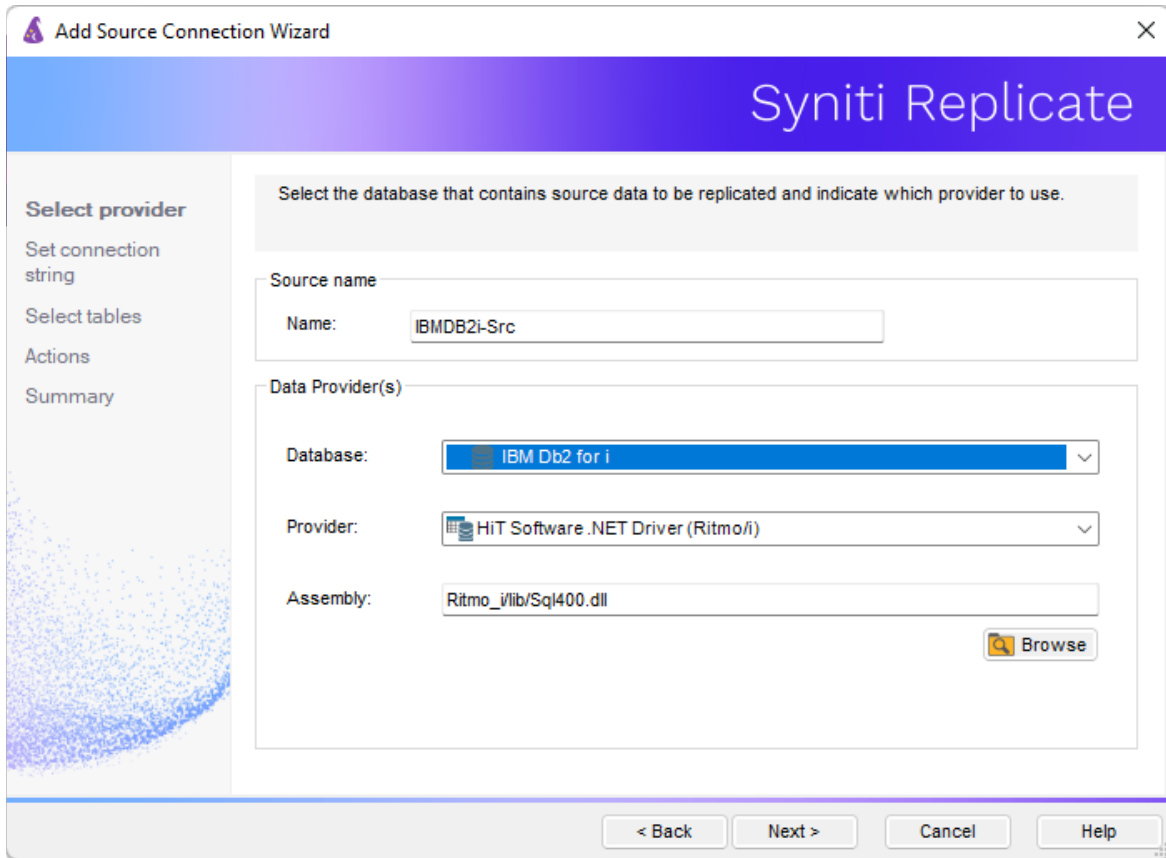 Add Source Connection Wizard
Syniti Replicate
Select provider
Set connection
string
Select tables
Actions
Summary
Select the database that contains source data to be replicated and indicate which provider to use.
Source name
Name:
IBMDB2i-Src
Data Provider(s)
Database:
IBM Db2 for i
Provider:
HiT Software .NET Driver (Ritmo/i)
Assembly:
Ritmo_i/lib/Sql400.dll
Browse
< Back
Next >
Cancel
Help